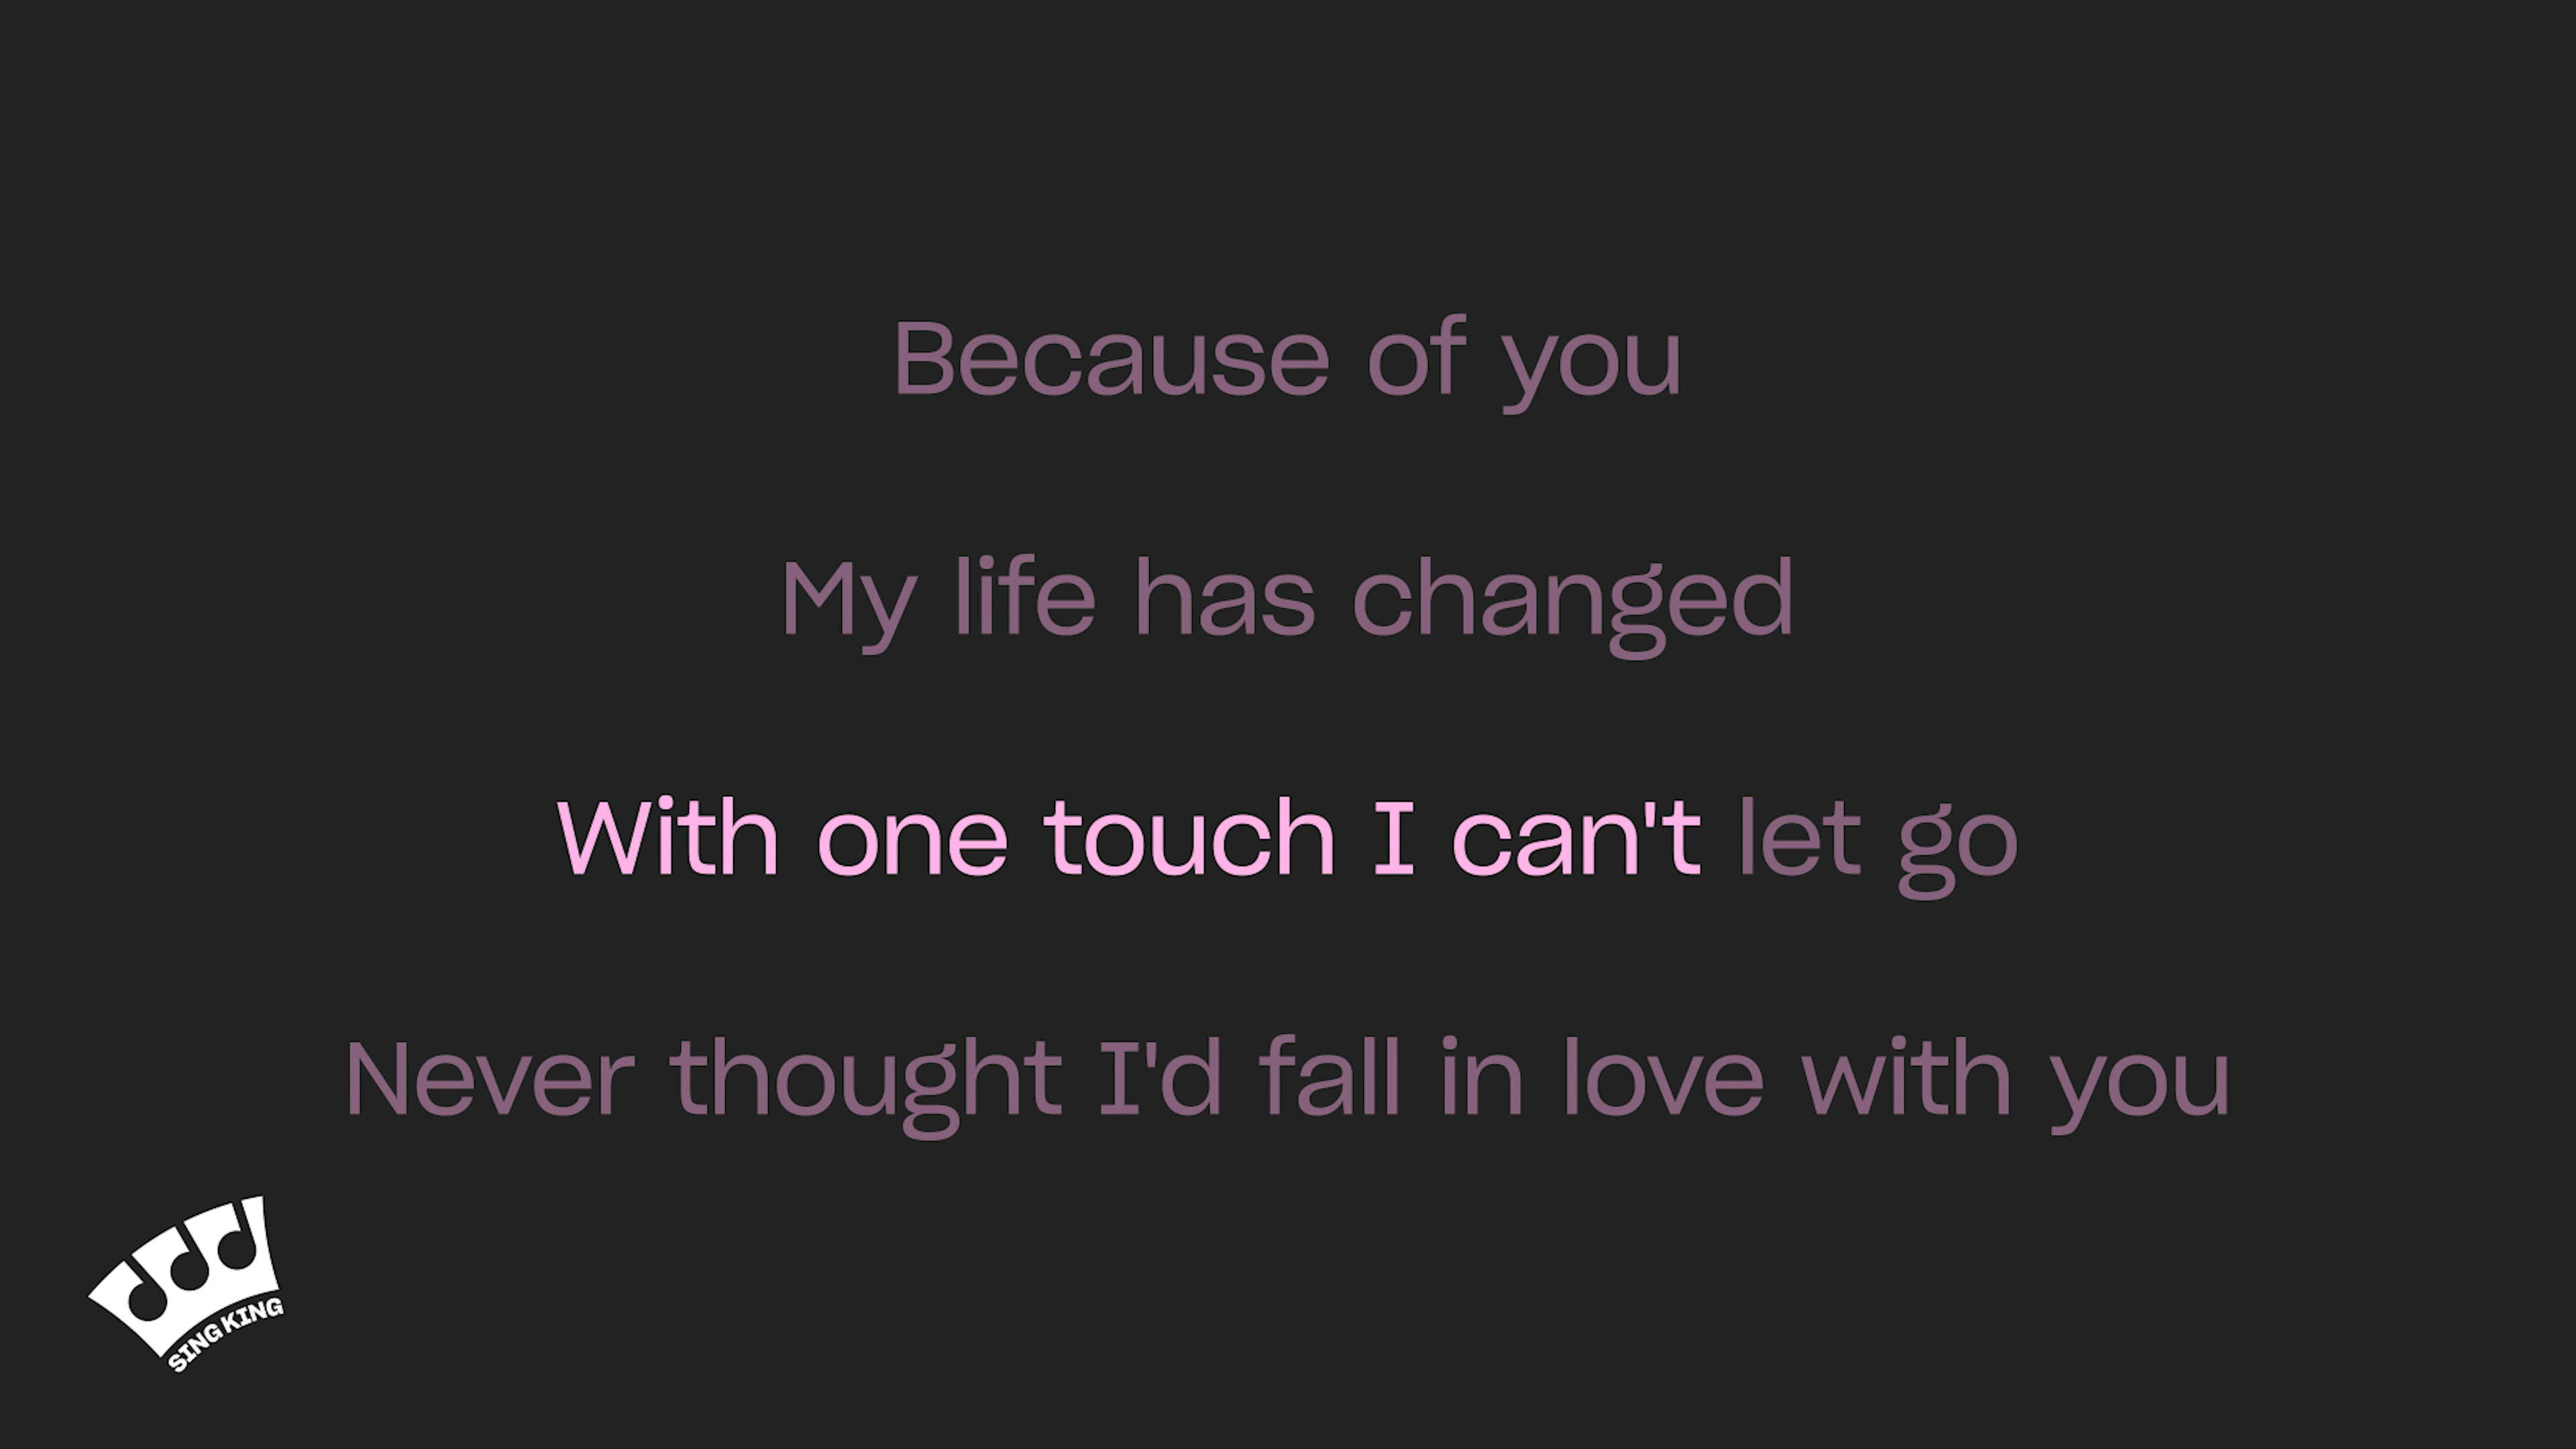 Because of you
My life has changed
With one touch I can't let go
Never thought I'd fall in love with you
SING KING